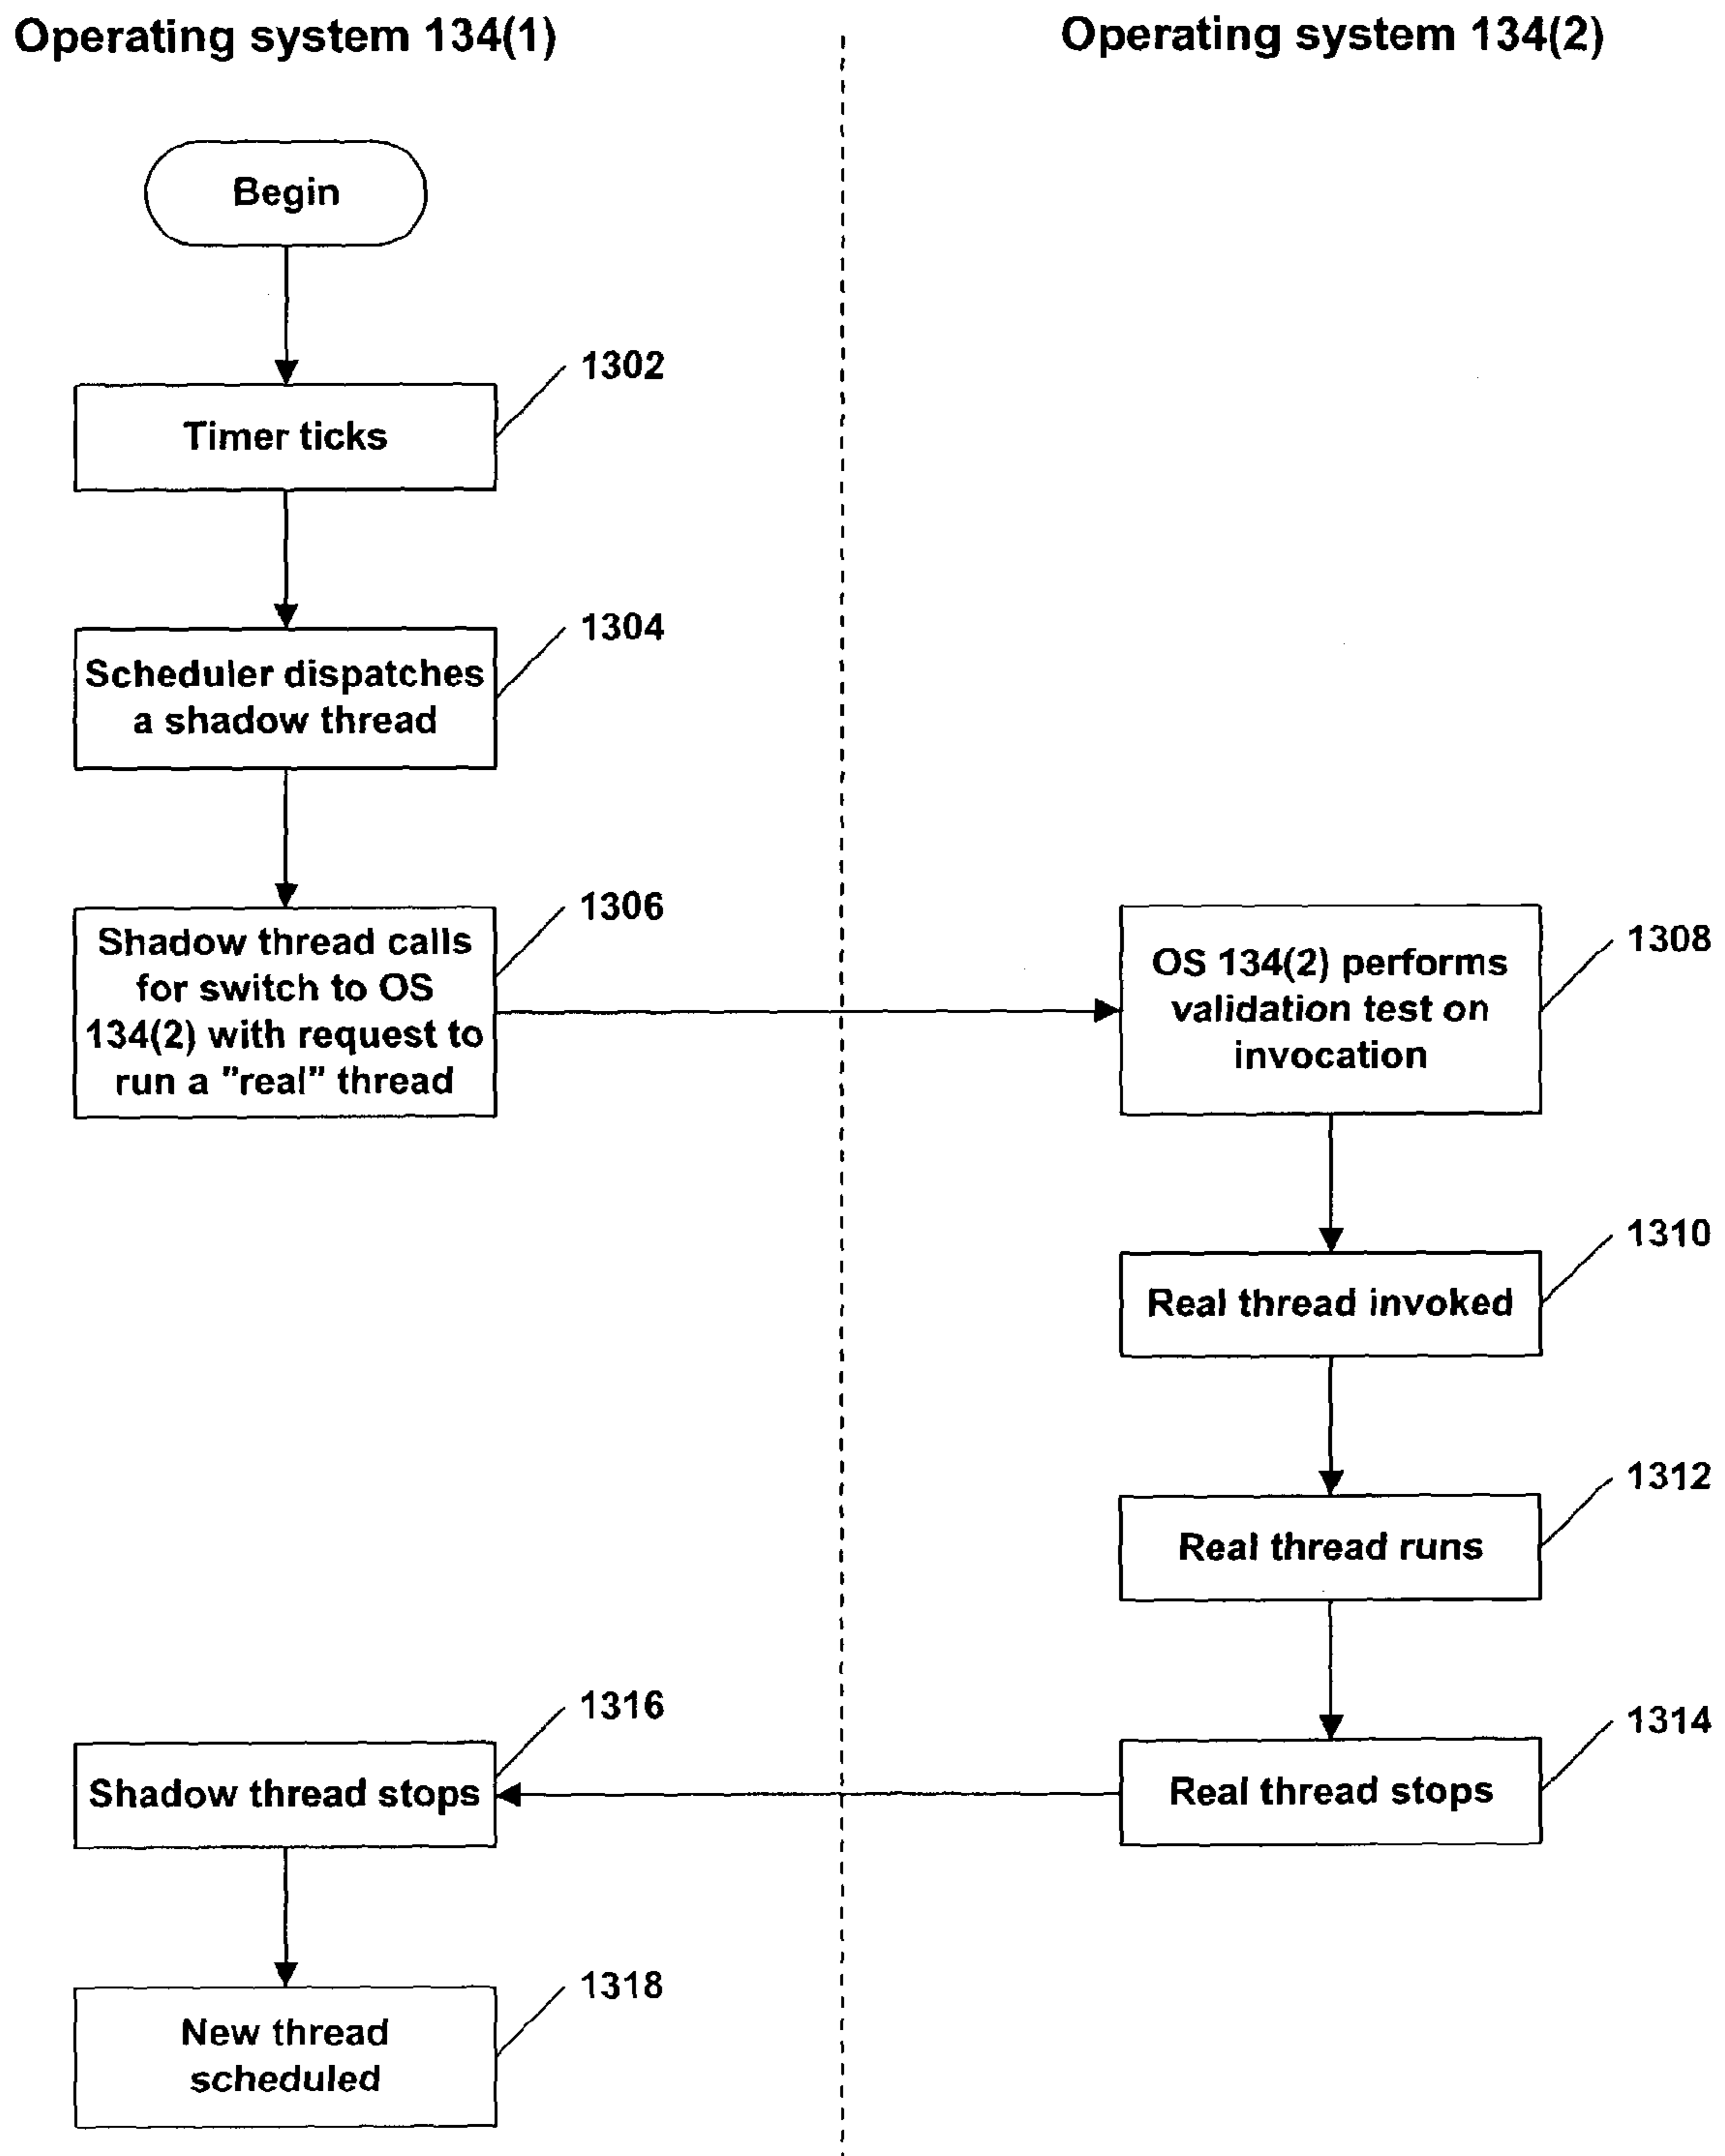 Operating system 134(1)
Operating system 134(2)
Begin
1302
Timer ticks
1304
Scheduler dispatches
a shadow thread
1306
Shadow thread calls
for switch to OS
134(2) with request to
run a "real" thread
1308
OS 134(2) performs
validation test on
invocation
1310
Real thread invoked
1312
Real thread runs
1314
Real thread stops
1316
Shadow thread stops
1318
New thread
scheduled